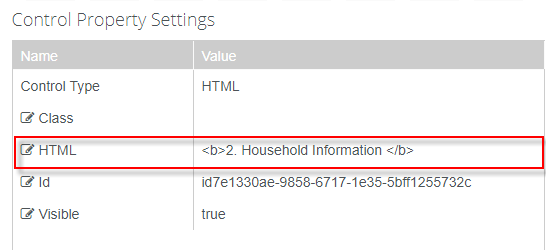 Control Property Settings
Name Value
Control Type HTML
Class
HTML <b>2. Household Information </b>
Id id7e1330ae-9858-6717-1e35-5bff1255732c
Visible true